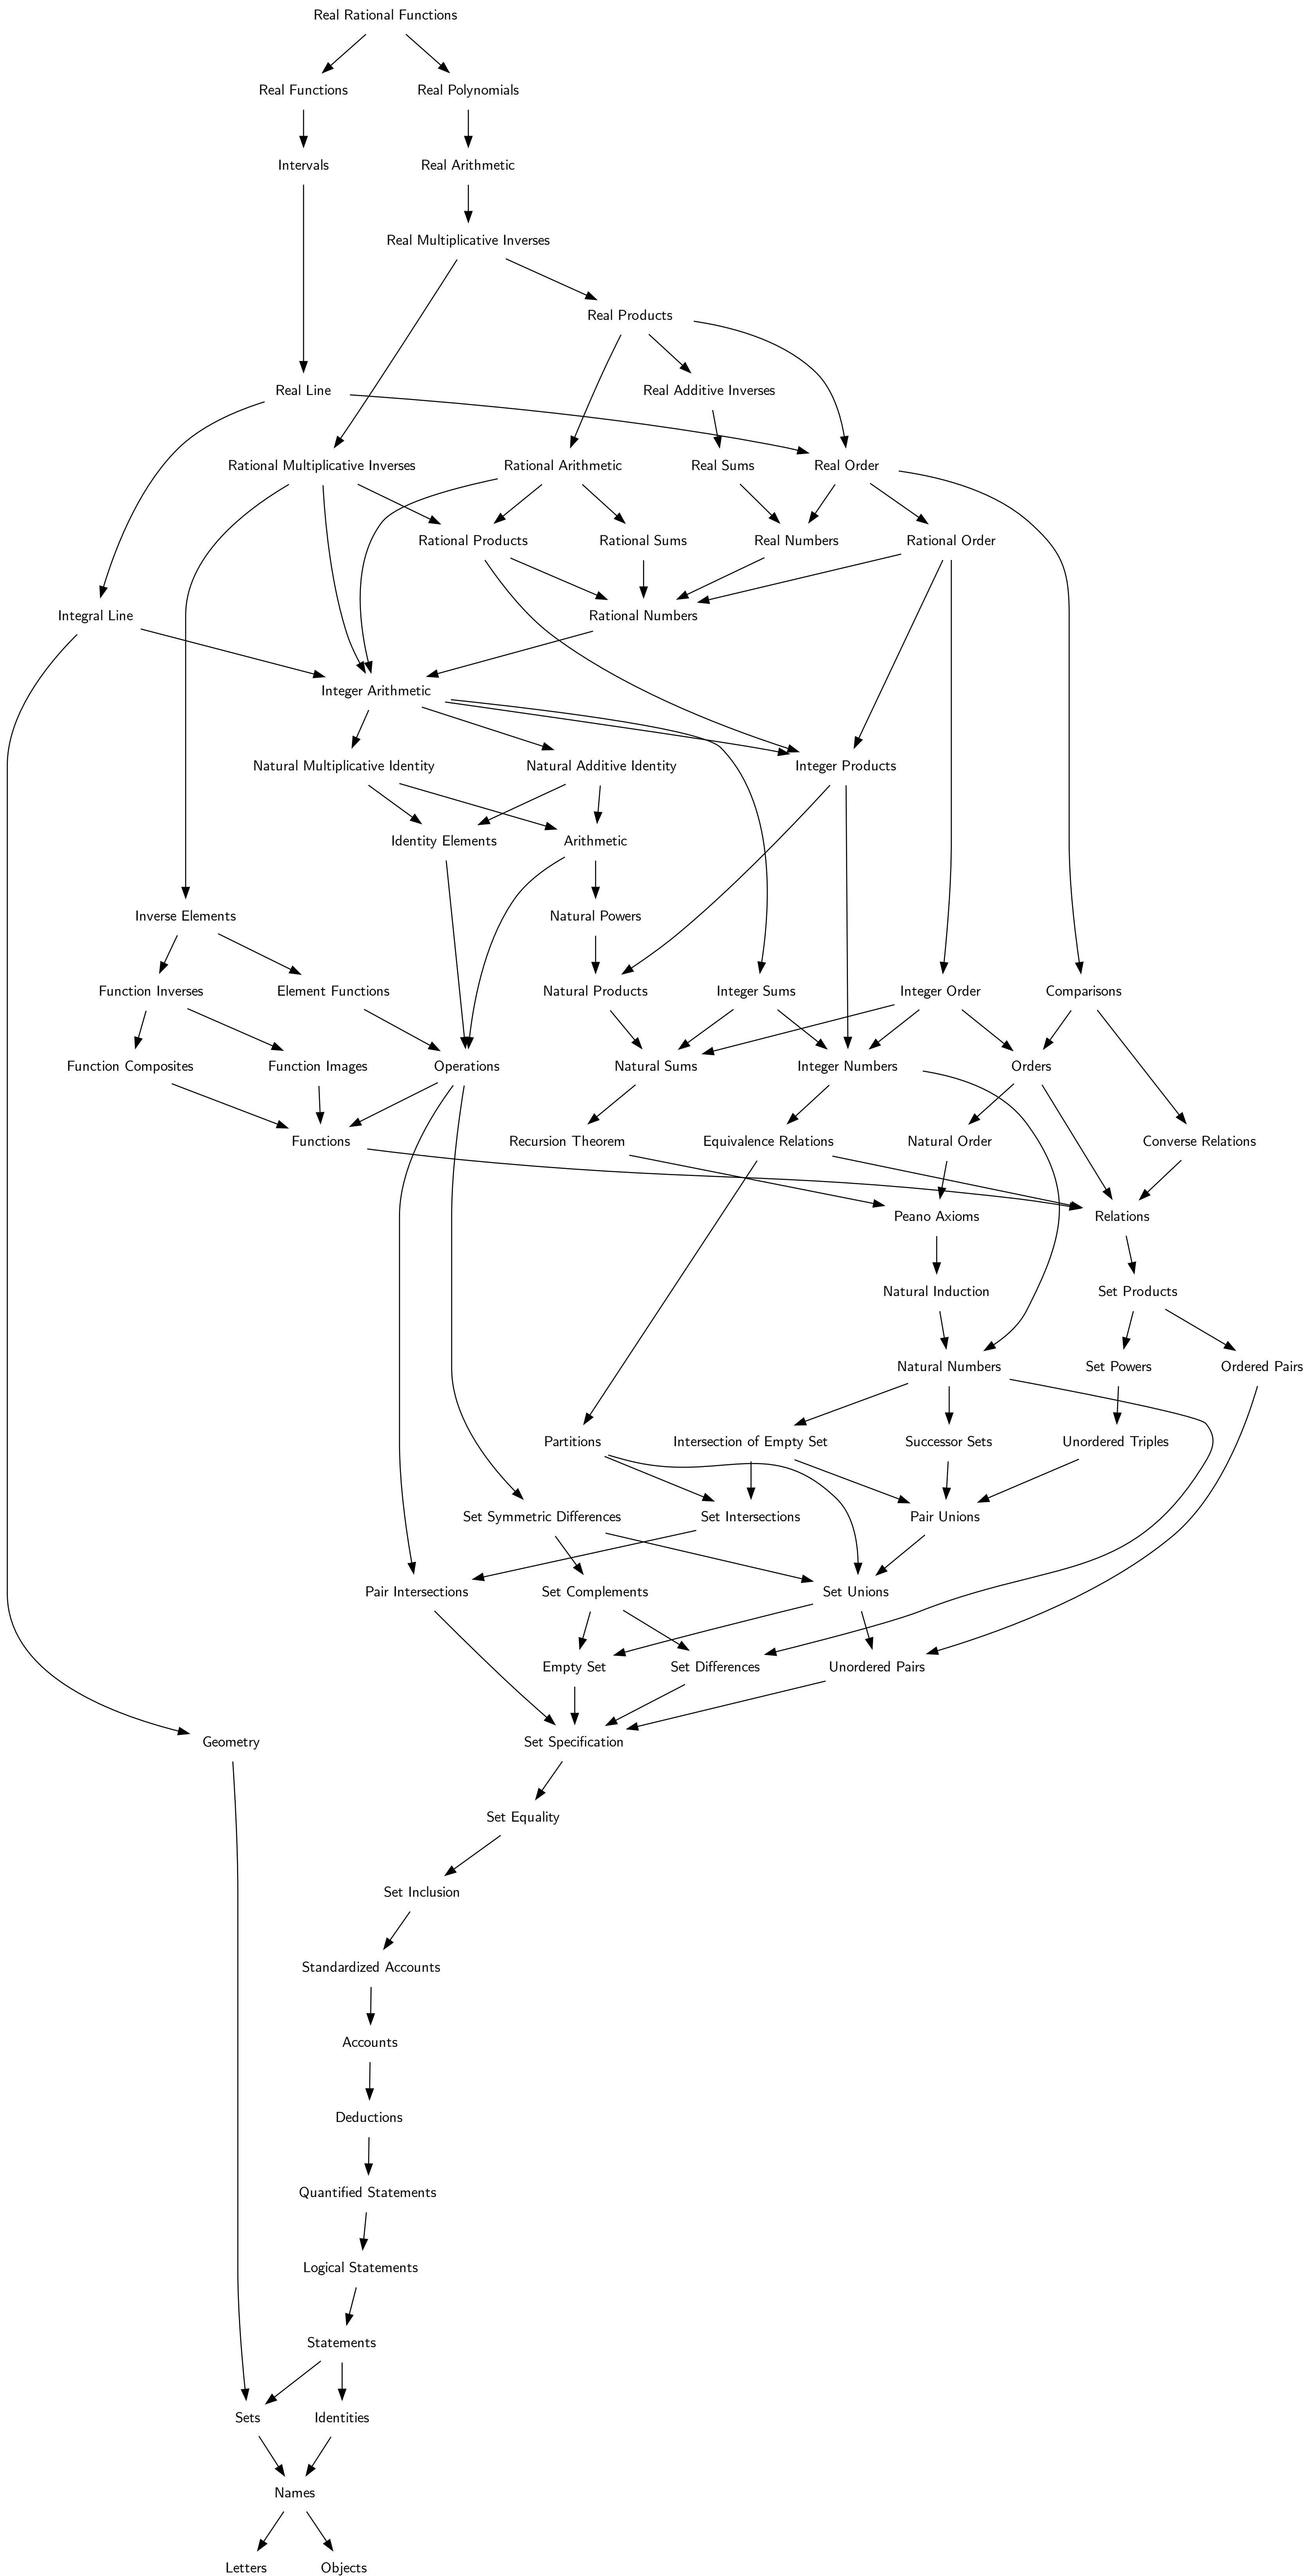 Real Rational Functions
Real Functions
Real Polynomials
Intervals
Real Arithmetic
Real Multiplicative Inverses
Real Products
Real Line
Real Additive Inverses
Rational Multiplicative Inverses
Rational Arithmetic
Real Sums
Real Order
Rational Products
Rational Sums
Real Numbers
Rational Order
Integral Line
Rational Numbers
Integer Arithmetic
Natural Multiplicative Identity
Natural Additive Identity
Integer Products
Identity Elements
Arithmetic
Inverse Elements
Natural Powers
Function Inverses
Element Functions
Natural Products
Integer Sums
Integer Order
Comparisons
Function Composites
Function Images
Operations
Natural Sums
Integer Numbers
Orders
Functions
Recursion Theorem
Equivalence Relations
Natural Order
Converse Relations
Peano Axioms
Relations
Natural Induction
Set Products
Natural Numbers
Set Powers
Ordered Pairs
Partitions
Intersection of Empty Set
Successor Sets
Unordered Triples
Set Symmetric Differences
Set Intersections
Pair Unions
Pair Intersections
Set Complements
Set Unions
Empty Set
Set Differences
Unordered Pairs
Geometry
Set Specification
Set Equality
Set Inclusion
Standardized Accounts
Accounts
Deductions
Quantified Statements
Logical Statements
Statements
Sets
Identities
Names
Letters
Objects